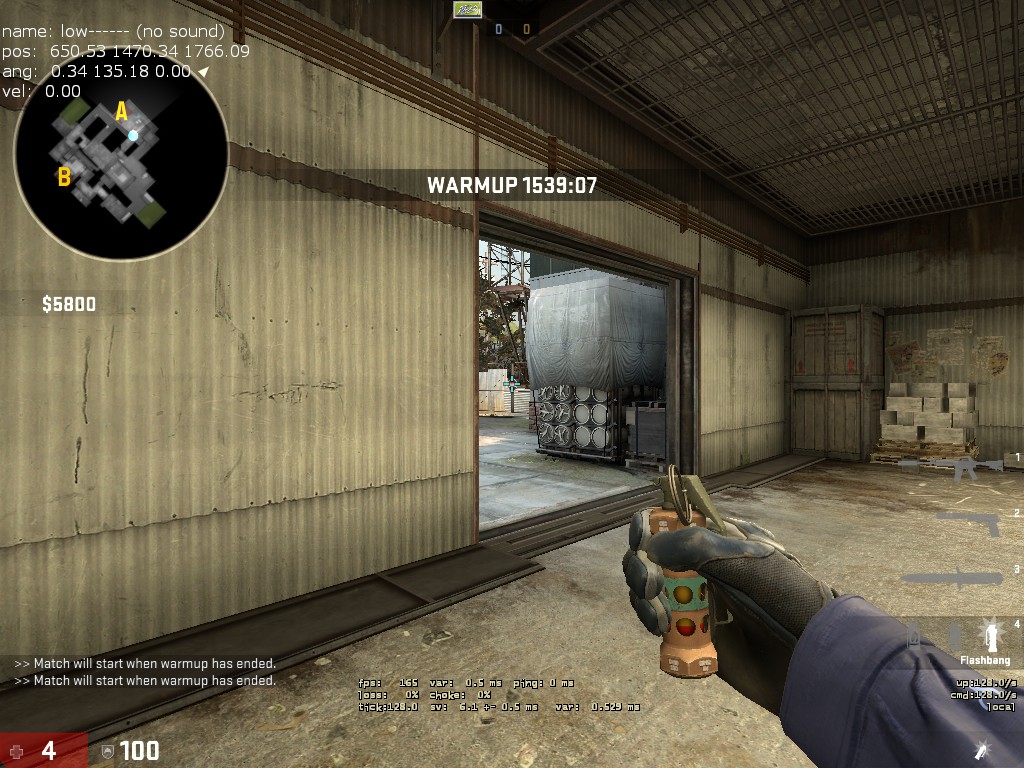 name: low------ (no sound)
pos: 650.53 1470.34 1766.09
ang: 0.34 135.18 0.00
vel: 0.00
0 0
A
B
WARMUP 1539:07
$5800
1
2
3
4
Flashbang
>> Match will start when warmup has ended.
>> Match will start when warmup has ended.
fps: 165 var: 0.5 ms ping: 0 ms
loss: 0% choke: 0%
tick:128.0 sv: 6.1 +- 0.5 ms var: 0.529 ms
up:128.0/s
cmd:128.0/s
local
4
100